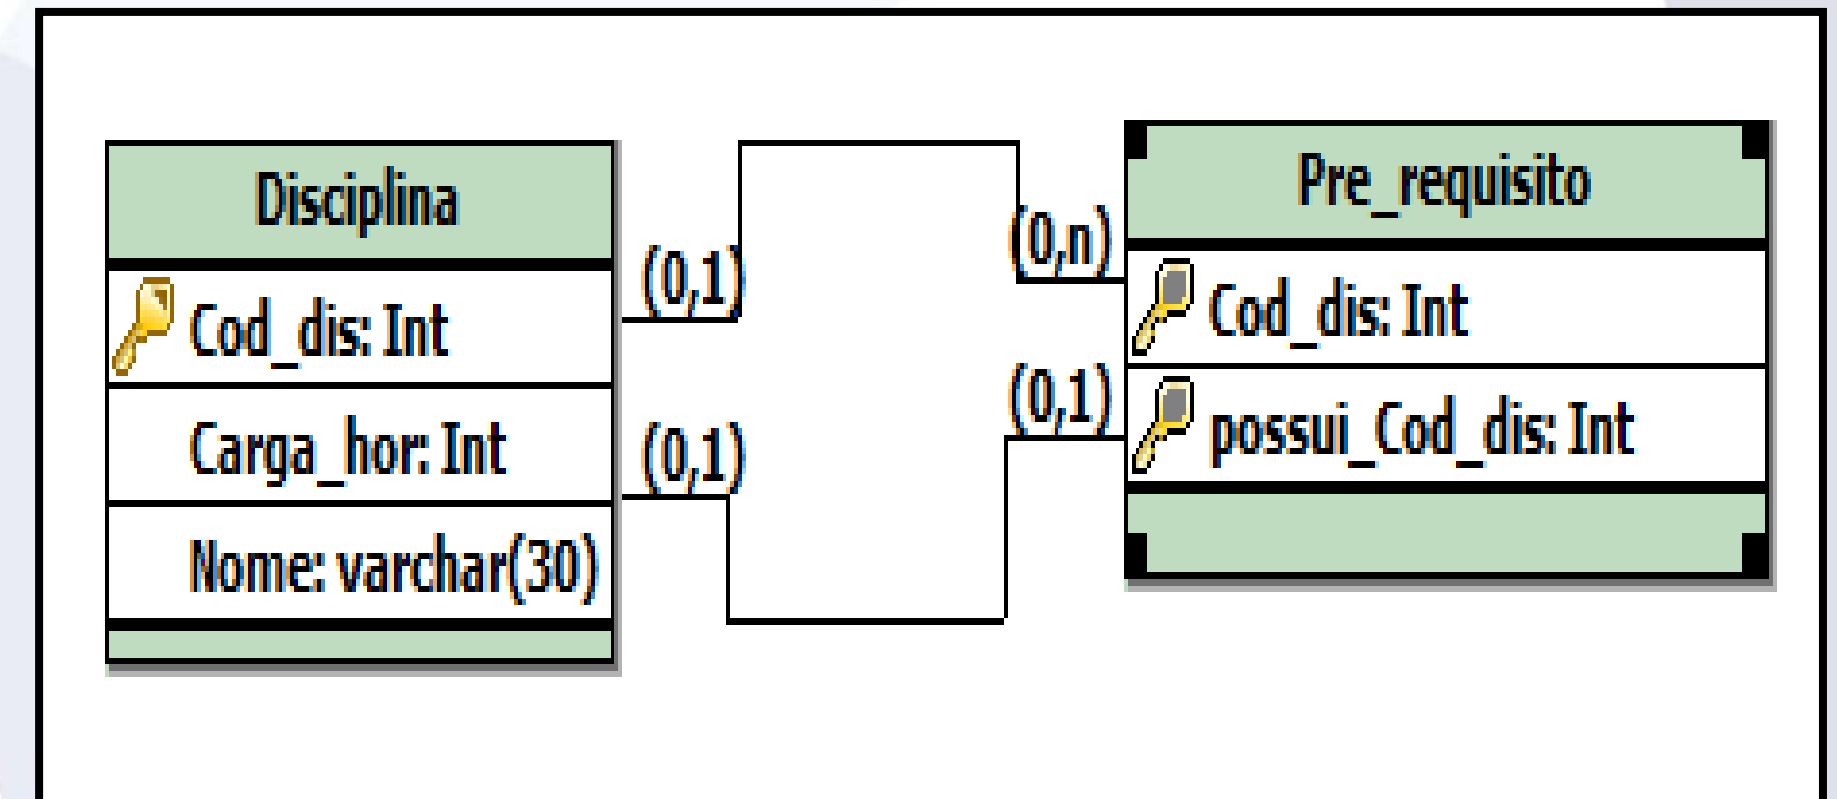 Disciplina
Cod_dis: Int
Carga_hor: Int
Nome: varchar(30)
(0,1)
(0,1)
(0,n)
(0,1)
Pre_requisito
Cod_dis: Int
possui_Cod_dis: Int